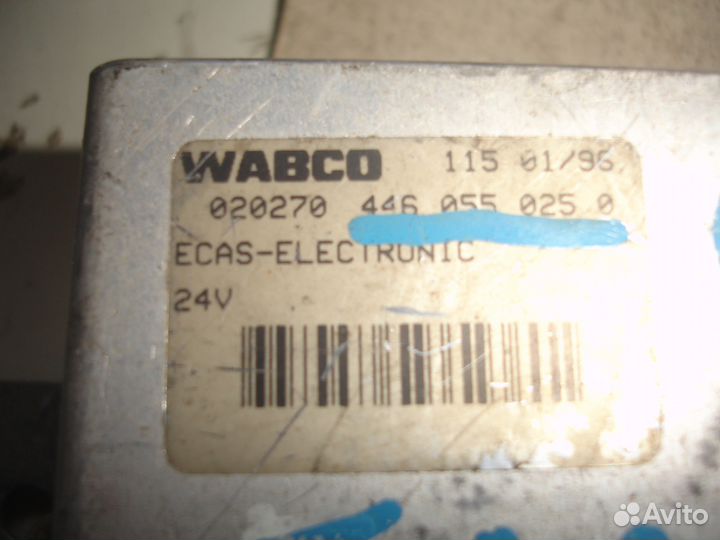 WABCO 115 01/96
020270 446 055 025 0
ECAS-ELECTRONIC
24V
Avito